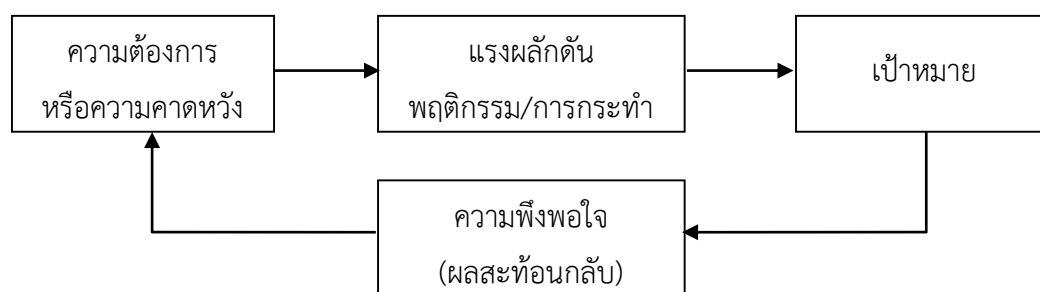 ความต้องการ
หรือความคาดหวัง
แรงผลักดัน
พฤติกรรม/การกระทำ
เป้าหมาย
ความพึงพอใจ
(ผลสะท้อนกลับ)